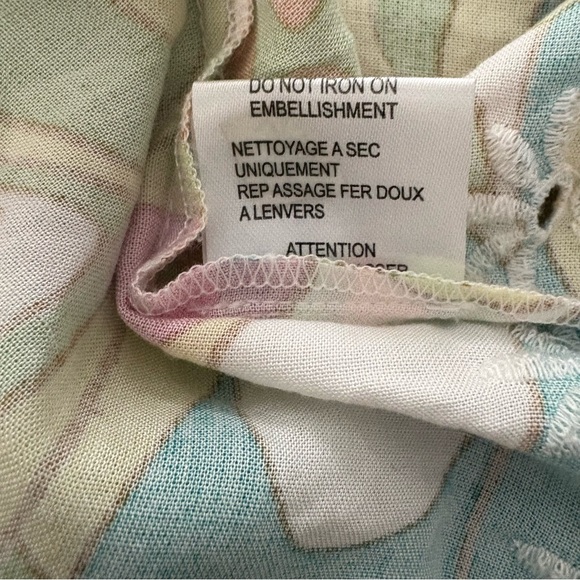 DO NOT IRON ON
EMBELLISHMENT
NETTOYAGE A SEC
UNIQUEMENT
REP ASSAGE FER DOUX
A LENVERS
ATTENTION